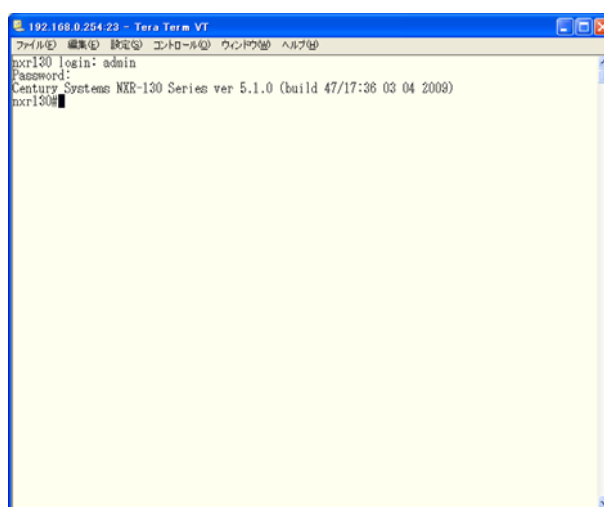 192.168.0.254:23 - Tera Term VT
ファイル(F) 編集(E) 設定(S) コントロール(O) ウィンドウ(W) ヘルプ(H)
nxr130 login: admin
Password:
Century Systems NXR-130 Series ver 5.1.0 (build 47/17:36 03 04 2009)
nxr130#